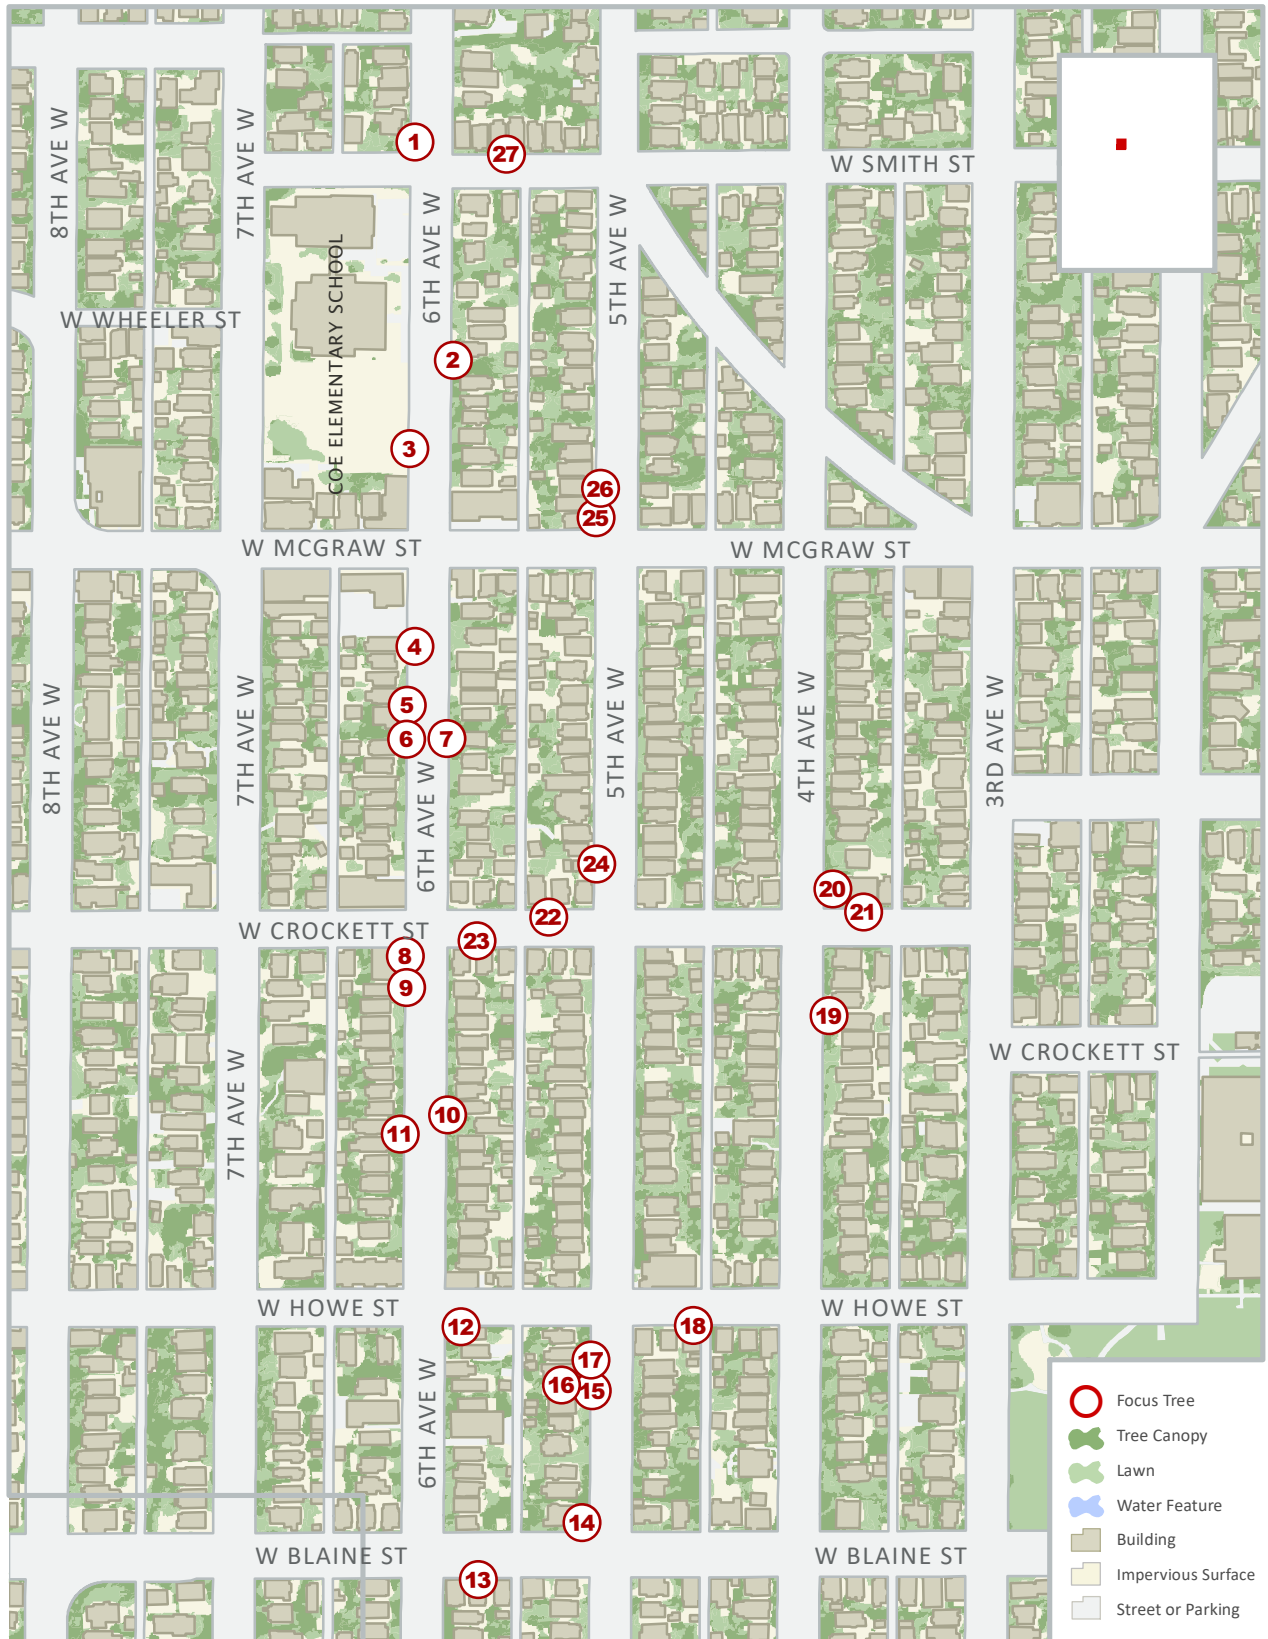 1
27
W SMITH ST
8TH AVE W
7TH AVE W
6TH AVE W
5TH AVE W
COE ELEMENTARY SCHOOL
W WHEELER ST
2
3
26
25
W MCGRAW ST
W MCGRAW ST
4
5
6
7
8TH AVE W
7TH AVE W
6TH AVE W
5TH AVE W
4TH AVE W
3RD AVE W
24
20
21
22
W CROCKETT ST
23
8
9
19
W CROCKETT ST
7TH AVE W
10
11
W HOWE ST
W HOWE ST
12
18
17
16
15
6TH AVE W
14
W BLAINE ST
W BLAINE ST
13
Focus Tree
Tree Canopy
Lawn
Water Feature
Building
Impervious Surface
Street or Parking